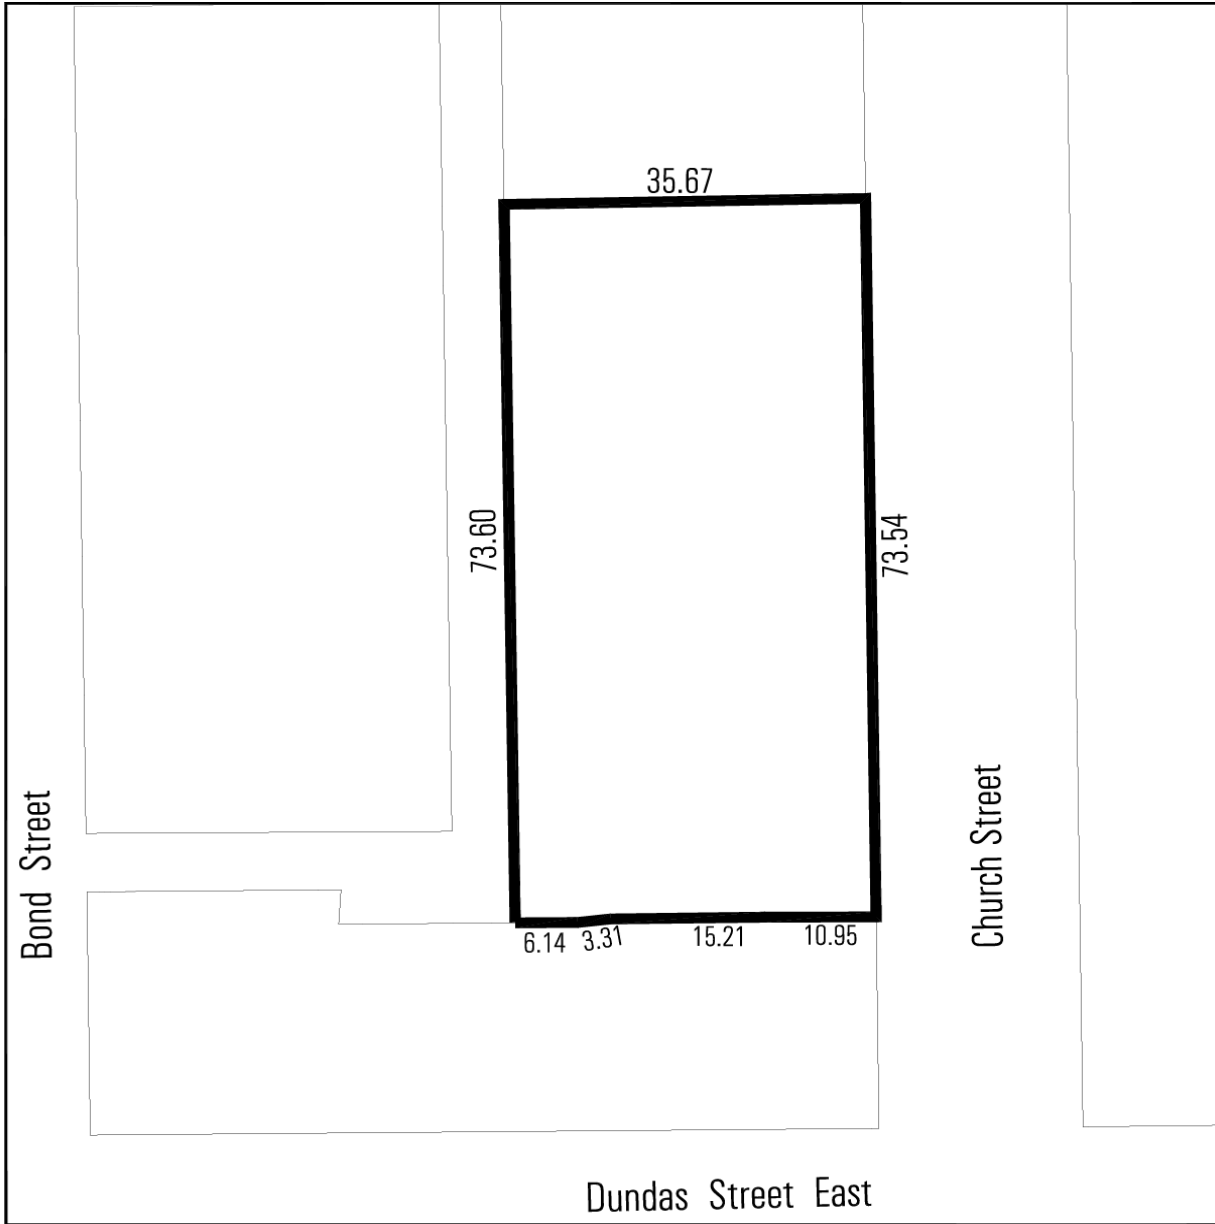 35.67
73.60
73.54
6.14
3.31
15.21
10.95
Bond Street
Church Street
Dundas Street East